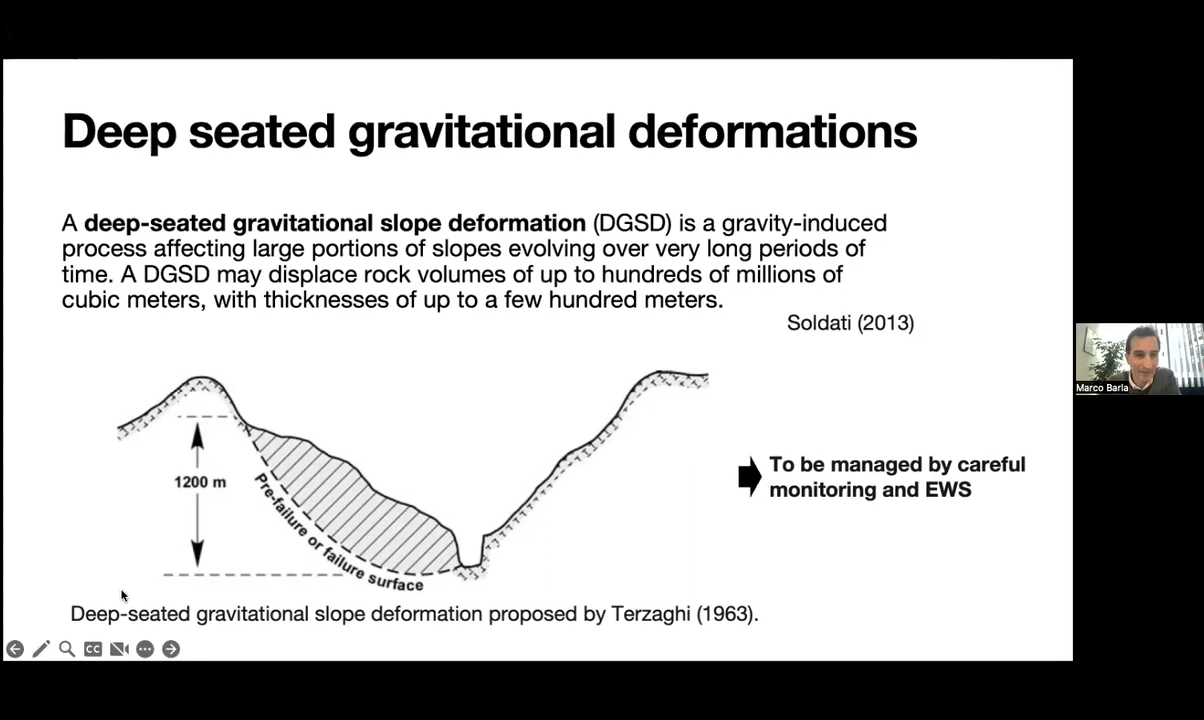 Deep seated gravitational deformations
A deep-seated gravitational slope deformation (DGSD) is a gravity-induced
process affecting large portions of slopes evolving over very long periods of
time. A DGSD may displace rock volumes of up to hundreds of millions of
cubic meters, with thicknesses of up to a few hundred meters.
Soldati (2013)
1200 m
Pre-failure or failure surface
To be managed by careful
monitoring and EWS
Deep-seated gravitational slope deformation proposed by Terzaghi (1963).
CC
Marco Barla